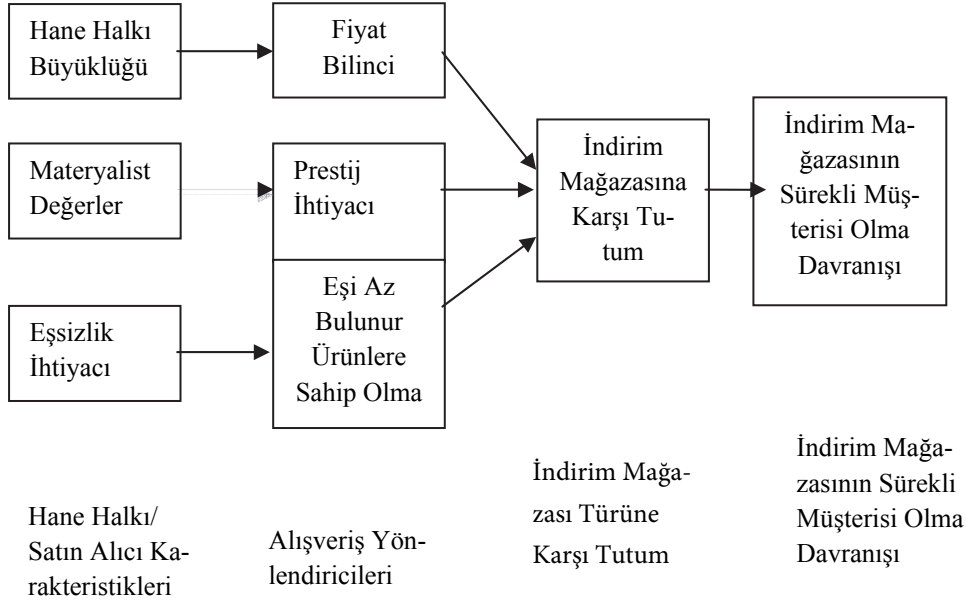 Hane Halkı
Büyüklüğü
Fiyat
Bilinci
Materyalist
Değerler
Prestij
İhtiyacı
Eşsizlik
İhtiyacı
Eşi Az
Bulunur
Ürünlere
Sahip Olma
İndirim
Mağazasına
Karşı Tu-
tum
İndirim Ma-
ğazasının
Sürekli Müş-
terisi Olma
Davranışı
Hane Halkı/
Satın Alıcı Ka-
rakteristikleri
Alışveriş Yön-
lendiricileri
İndirim Mağa-
zası Türüne
Karşı Tutum
İndirim Mağa-
zasının Sürekli
Müşterisi Olma
Davranışı